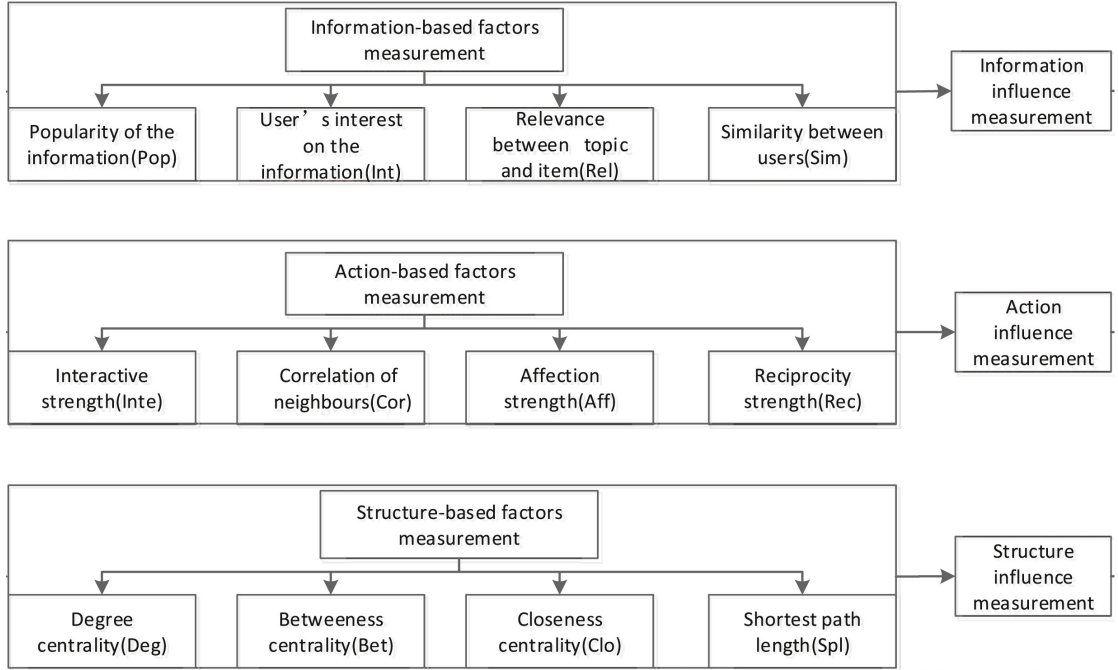 Information-based factors
measurement
Popularity of the
information(Pop)
User’s interest
on the
information(Int)
Relevance
between topic
and item(Rel)
Similarity between
users(Sim)
Information
influence
measurement
Action-based factors
measurement
Interactive
strength(Inte)
Correlation of
neighbours(Cor)
Affection
strength(Aff)
Reciprocity
strength(Rec)
Action
influence
measurement
Structure-based factors
measurement
Degree
centrality(Deg)
Betweeness
centrality(Bet)
Closeness
centrality(Clo)
Shortest path
length(Spl)
Structure
influence
measurement